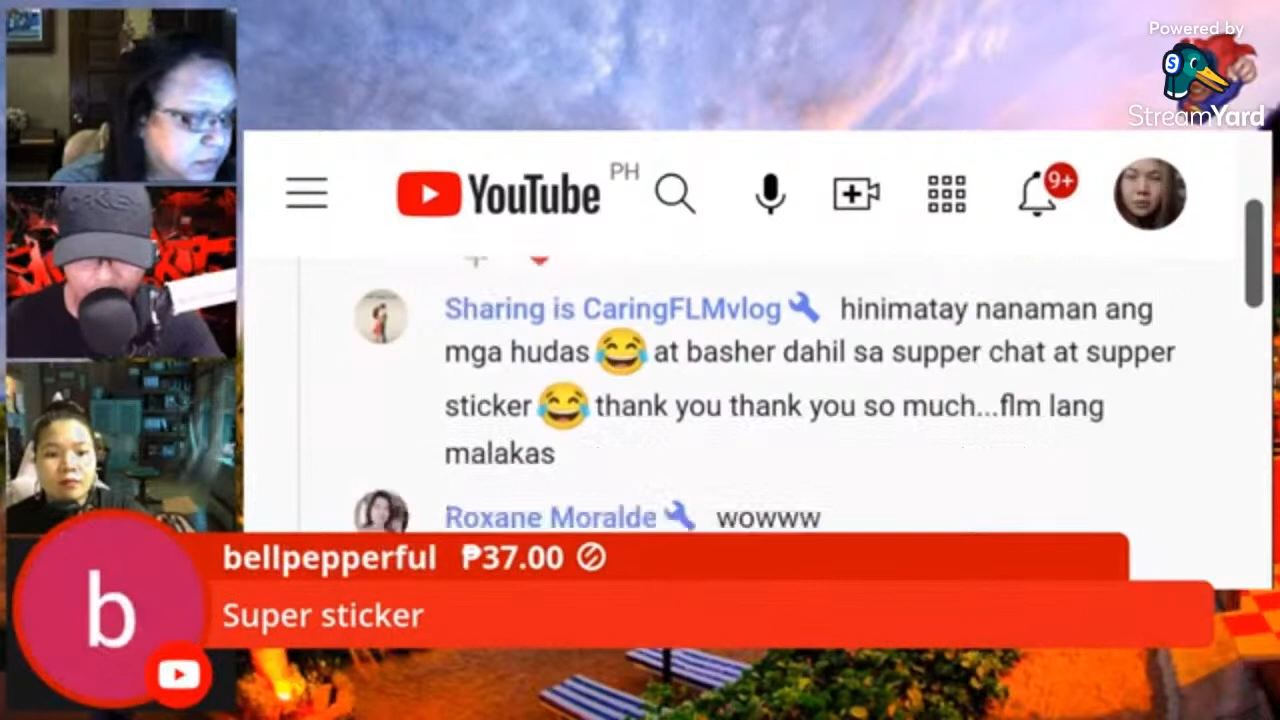 Powered by
StreamYard
YouTube PH
9+
Sharing is CaringFLMvlog hinimatay nanaman ang
mga hudas 😂 at basher dahil sa supper chat at supper
sticker 😂 thank you thank you so much...flm lang
malakas
Roxane Moralde wowww
bellpepperful ₱37.00
Super sticker
b